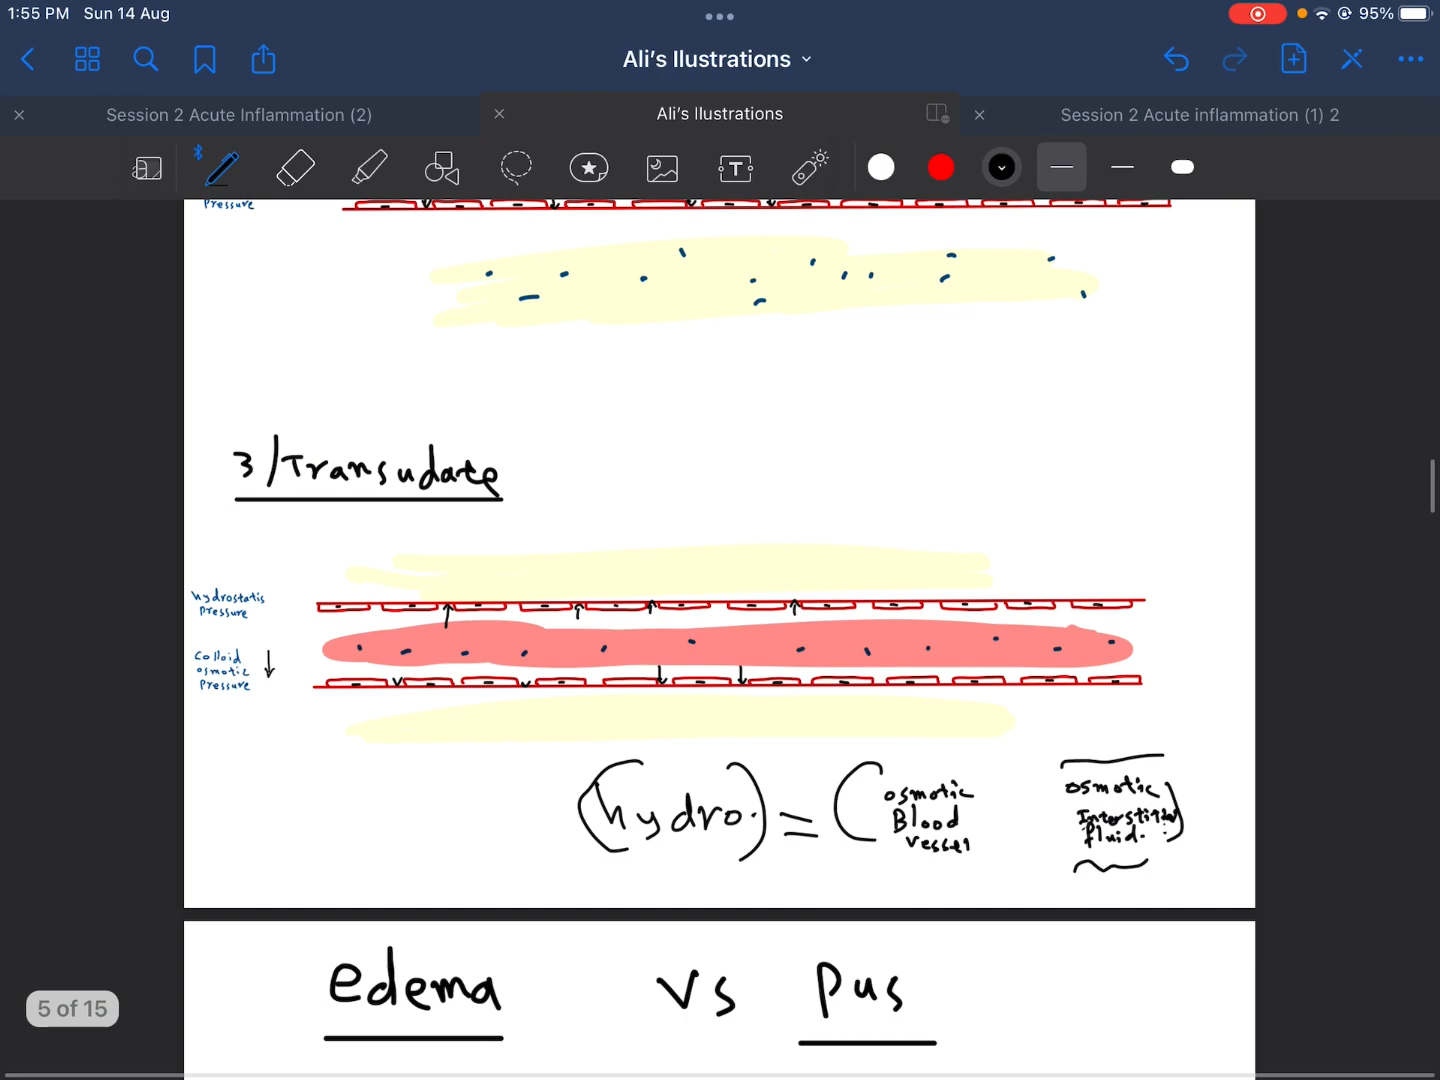 1:55 PM Sun 14 Aug
95%
Ali's Ilustrations
Session 2 Acute Inflammation (2)
Ali's Ilustrations
Session 2 Acute inflammation (1) 2
T
Pressure
3/Transudate
hydrostatic
pressure
Colloid
osmotic
Pressure
(hydro.) = (
osmotic
Blood
vessel
osmotic
Interstitial
fluid.
)
edema vs pus
5 of 15